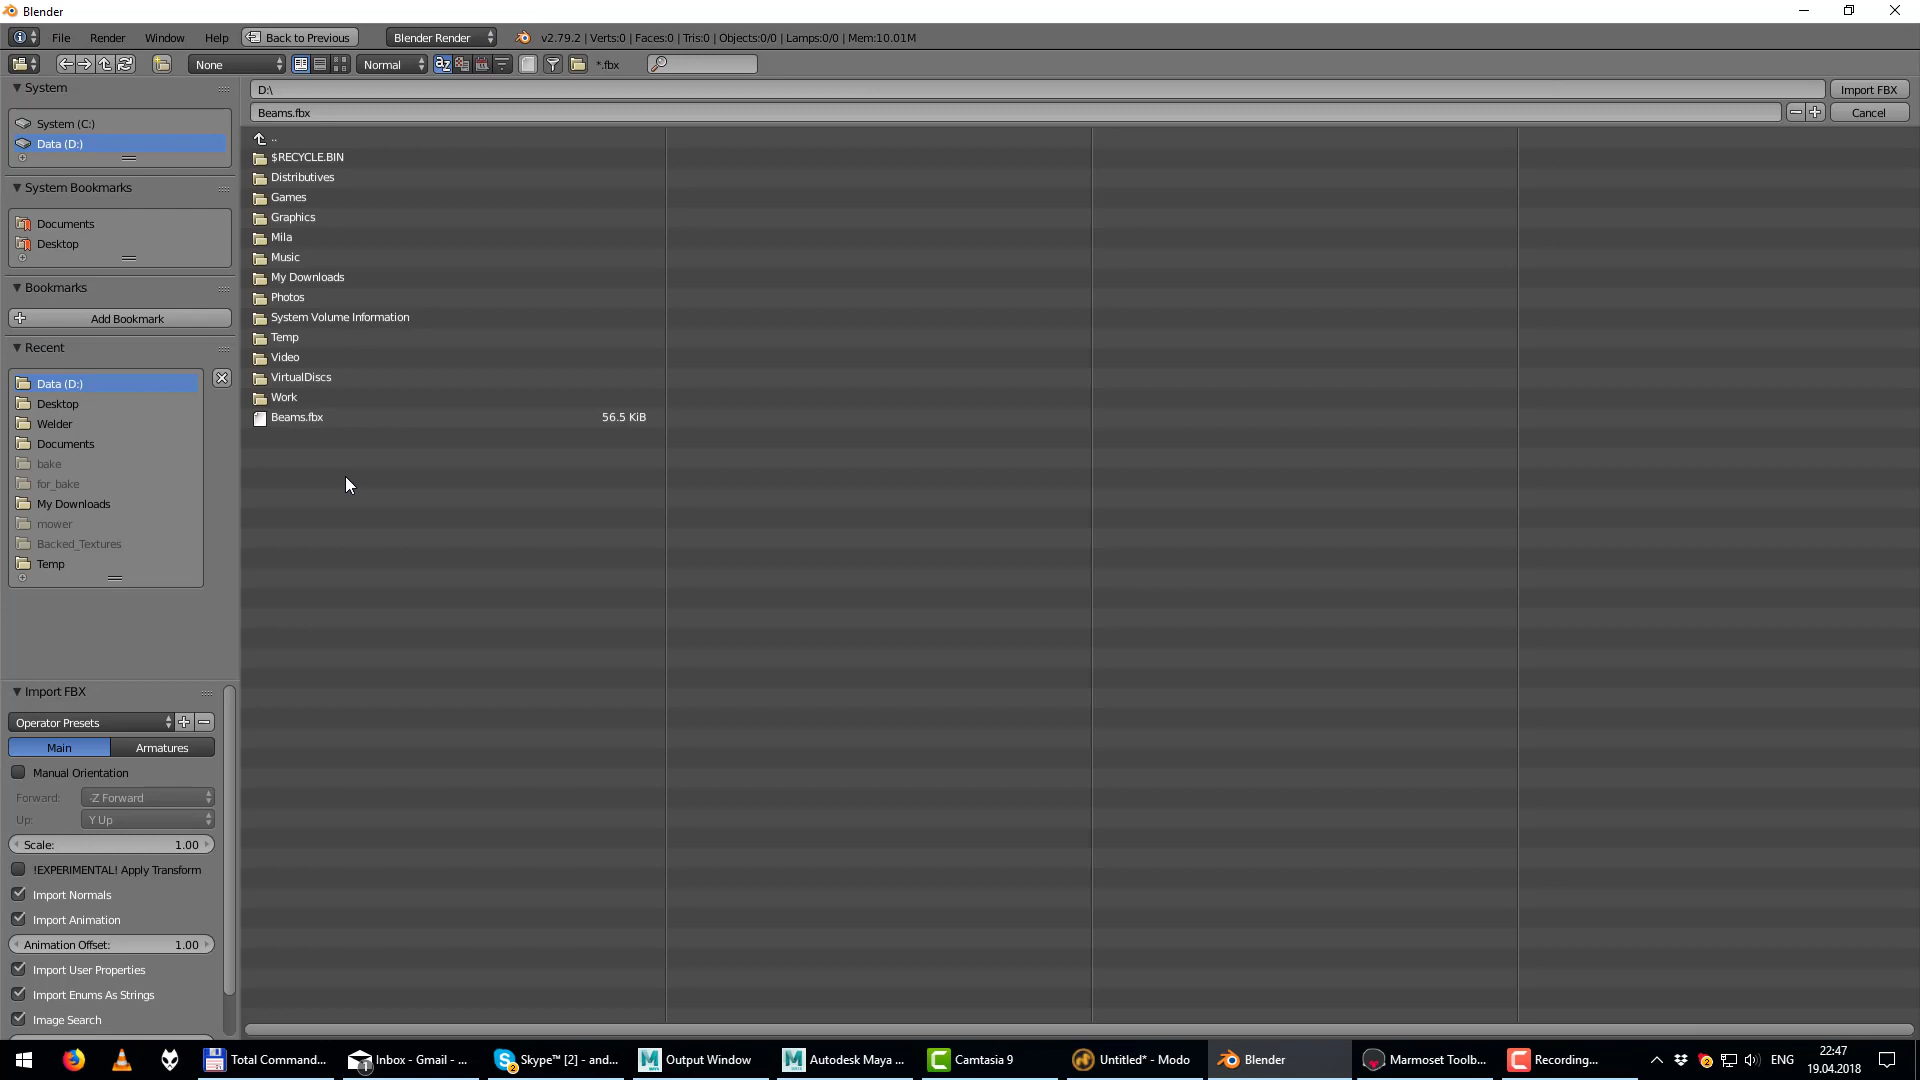 Blender
File Render Window Help Back to Previous Blender Render v2.79.2 | Verts:0 | Faces:0 | Tris:0 | Objects:0/0 | Lamps:0/0 | Mem:10.01M
None Normal *.fbx
System
System (C:)
Data (D:)
System Bookmarks
Documents
Desktop
Bookmarks
Add Bookmark
Recent
Data (D:)
Desktop
Welder
Documents
bake
for_bake
My Downloads
mower
Backed_Textures
Temp
Import FBX
Operator Presets
Main Armatures
Manual Orientation
Forward: -Z Forward
Up: Y Up
Scale: 1.00
!EXPERIMENTAL! Apply Transform
Import Normals
Import Animation
Animation Offset: 1.00
Import User Properties
Import Enums As Strings
Image Search
D:\ Import FBX
Beams.fbx Cancel
..
$RECYCLE.BIN
Distributives
Games
Graphics
Mila
Music
My Downloads
Photos
System Volume Information
Temp
Video
VirtualDiscs
Work
Beams.fbx 56.5 KiB
Total Command... Inbox - Gmail - ... Skype™ [2] - and... Output Window Autodesk Maya ... Camtasia 9 Untitled* - Modo Blender Marmoset Toolb... Recording... ENG 22:47
19.04.2018